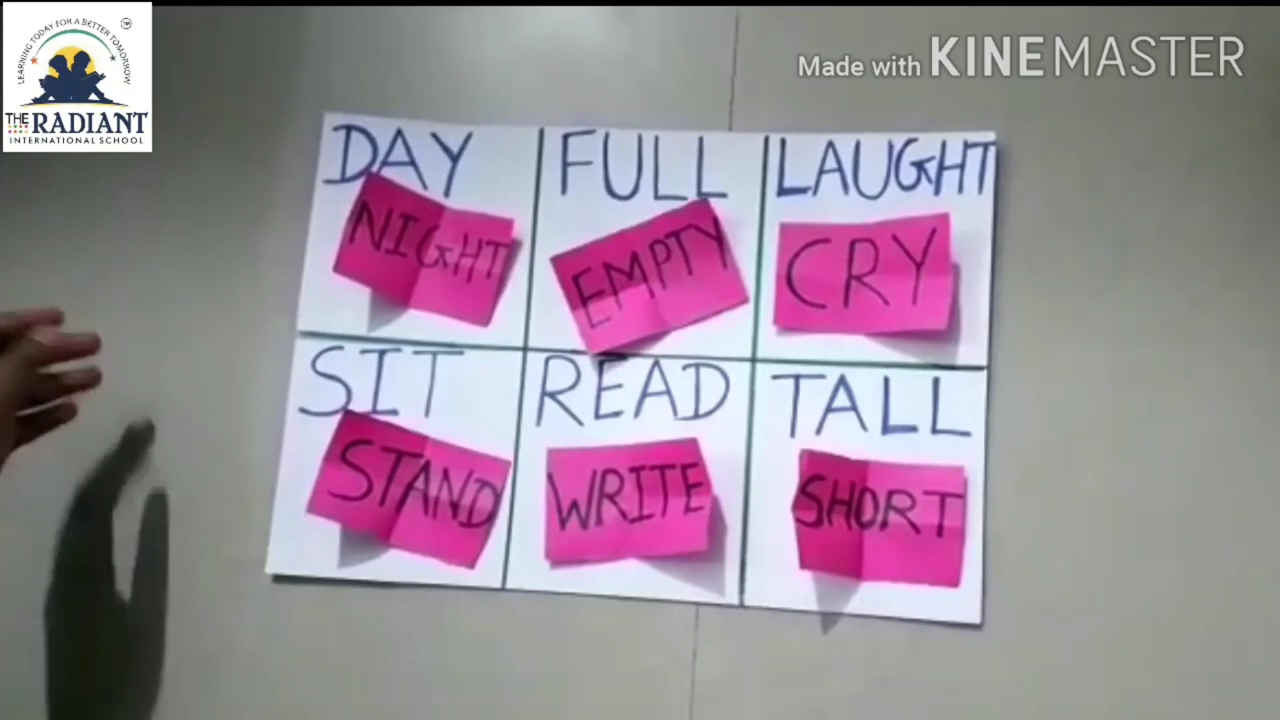 LEARNING TODAY FOR A BETTER TOMORROW
TM
THE RADIANT
INTERNATIONAL SCHOOL
Made with KINEMASTER
DAY
NIGHT
FULL
EMPTY
LAUGHT
CRY
SIT
STAND
READ
WRITE
TALL
SHORT